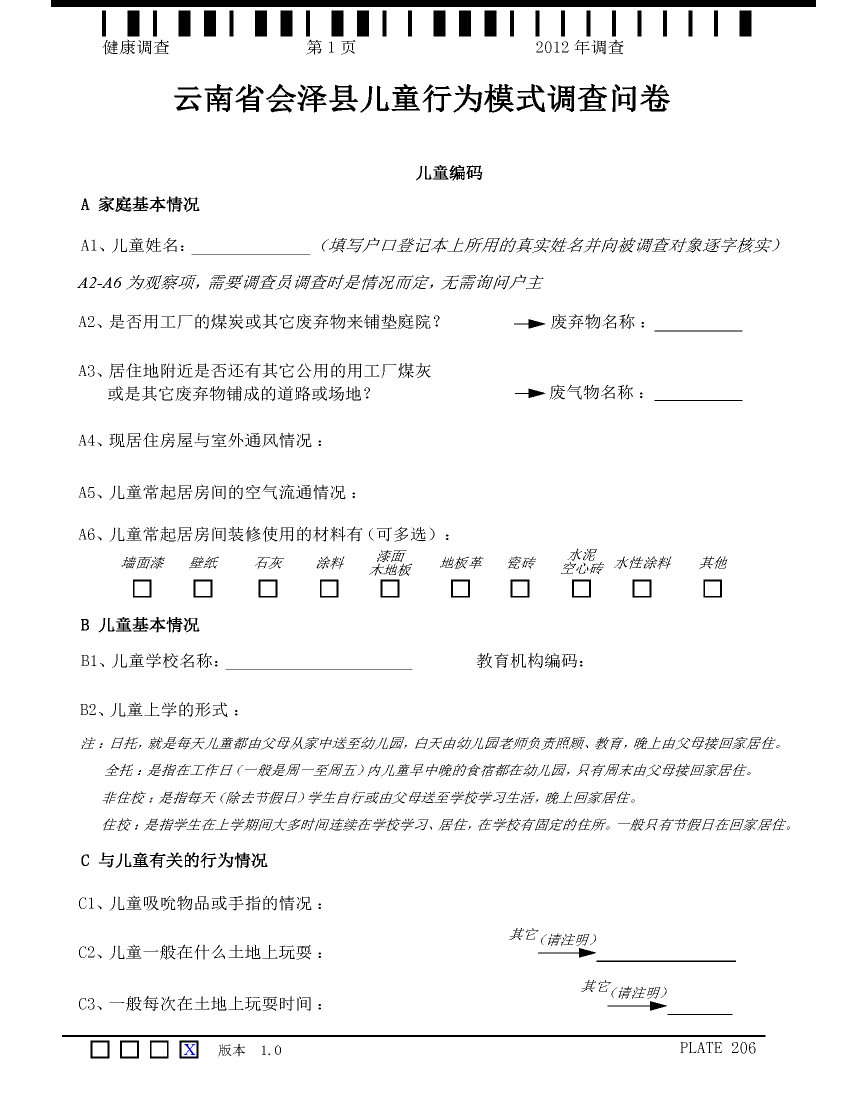 健康调查 第 1 页 2012 年调查
云南省会泽县儿童行为模式调查问卷
儿童编码
A 家庭基本情况
A1、儿童姓名：______________（填写户口登记本上所用的真实姓名并向被调查对象逐字核实）
A2-A6 为观察项，需要调查员调查时是情况而定，无需询问户主
A2、是否用工厂的煤炭或其它废弃物来铺垫庭院？ 废弃物名称：__________
A3、居住地附近是否还有其它公用的用工厂煤灰
或是其它废弃物铺成的道路或场地？ 废气物名称：__________
A4、现居住房屋与室外通风情况：
A5、儿童常起居房间的空气流通情况：
A6、儿童常起居房间装修使用的材料有（可多选）：
墙面漆 壁纸 石灰 涂料 漆面木地板 地板革 瓷砖 水泥空心砖 水性涂料 其他
B 儿童基本情况
B1、儿童学校名称：______________________ 教育机构编码：
B2、儿童上学的形式：
注：日托，就是每天儿童都由父母从家中送至幼儿园，白天由幼儿园老师负责照顾、教育，晚上由父母接回家居住。
全托：是指在工作日（一般是周一至周五）内儿童早中晚的食宿都在幼儿园，只有周末由父母接回家居住。
非住校：是指每天（除去节假日）学生自行或由父母送至学校学习生活，晚上回家居住。
住校：是指学生在上学期间大多时间连续在学校学习、居住，在学校有固定的住所。一般只有节假日在回家居住。
C 与儿童有关的行为情况
C1、儿童吸吮物品或手指的情况：
C2、儿童一般在什么土地上玩耍： 其它（请注明）
C3、一般每次在土地上玩耍时间： 其它（请注明）
X 版本 1.0 PLATE 206